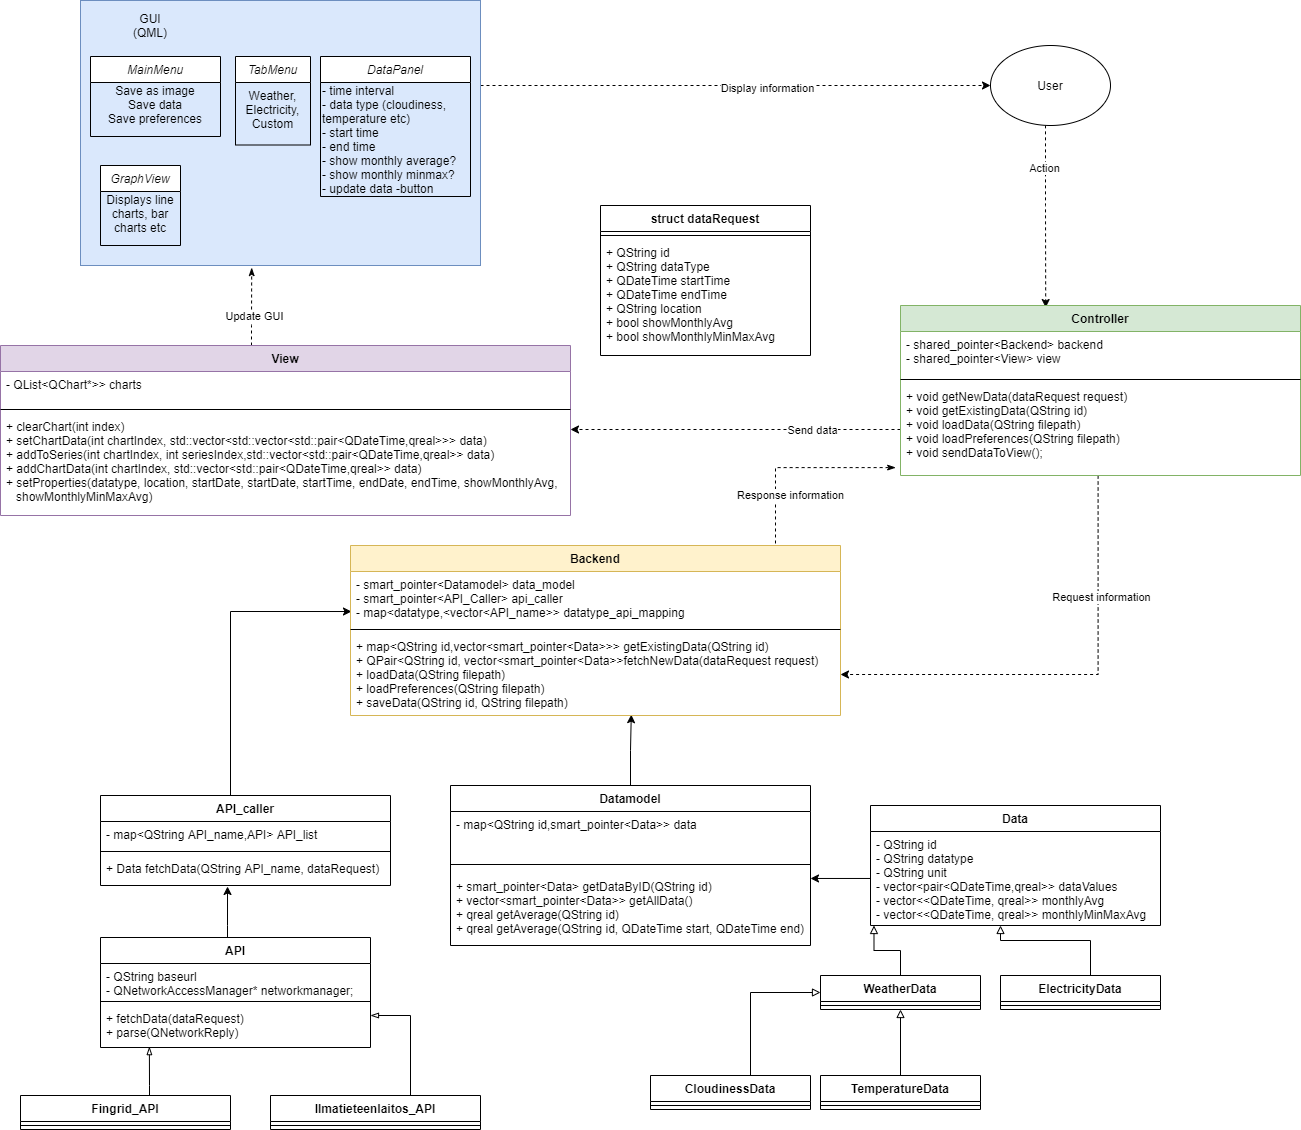 GUI
(QML)
MainMenu
Save as image
Save data
Save preferences
TabMenu
Weather,
Electricity,
Custom
DataPanel
- time interval
- data type (cloudiness,
temperature etc)
- start time
- end time
- show monthly average?
- show monthly minmax?
- update data -button
GraphView
Displays line
charts, bar
charts etc
Display information
User
Action
struct dataRequest
+ QString id
+ QString dataType
+ QDateTime startTime
+ QDateTime endTime
+ QString location
+ bool showMonthlyAvg
+ bool showMonthlyMinMaxAvg
Update GUI
Controller
- shared_pointer<Backend> backend
- shared_pointer<View> view
+ void getNewData(dataRequest request)
+ void getExistingData(QString id)
+ void loadData(QString filepath)
+ void loadPreferences(QString filepath)
+ void sendDataToView();
View
- QList<QChart*>> charts
+ clearChart(int index)
+ setChartData(int chartIndex, std::vector<std::vector<std::pair<QDateTime,qreal>>> data)
+ addToSeries(int chartIndex, int seriesIndex,std::vector<std::pair<QDateTime,qreal>> data)
+ addChartData(int chartIndex, std::vector<std::pair<QDateTime,qreal>> data)
+ setProperties(datatype, location, startDate, startDate, startTime, endDate, endTime, showMonthlyAvg,
showMonthlyMinMaxAvg)
Send data
Response information
Request information
Backend
- smart_pointer<Datamodel> data_model
- smart_pointer<API_Caller> api_caller
- map<datatype,<vector<API_name>> datatype_api_mapping
+ map<QString id,vector<smart_pointer<Data>>> getExistingData(QString id)
+ QPair<QString id, vector<smart_pointer<Data>>fetchNewData(dataRequest request)
+ loadData(QString filepath)
+ loadPreferences(QString filepath)
+ saveData(QString id, QString filepath)
API_caller
- map<QString API_name,API> API_list
+ Data fetchData(QString API_name, dataRequest)
Datamodel
- map<QString id,smart_pointer<Data>> data
+ smart_pointer<Data> getDataByID(QString id)
+ vector<smart_pointer<Data>> getAllData()
+ qreal getAverage(QString id)
+ qreal getAverage(QString id, QDateTime start, QDateTime end)
Data
- QString id
- QString datatype
- QString unit
- vector<pair<QDateTime,qreal>> dataValues
- vector<<QDateTime, qreal>> monthlyAvg
- vector<<QDateTime, qreal>> monthlyMinMaxAvg
API
- QString baseurl
- QNetworkAccessManager* networkmanager;
+ fetchData(dataRequest)
+ parse(QNetworkReply)
WeatherData
ElectricityData
CloudinessData
TemperatureData
Fingrid_API
Ilmatieteenlaitos_API